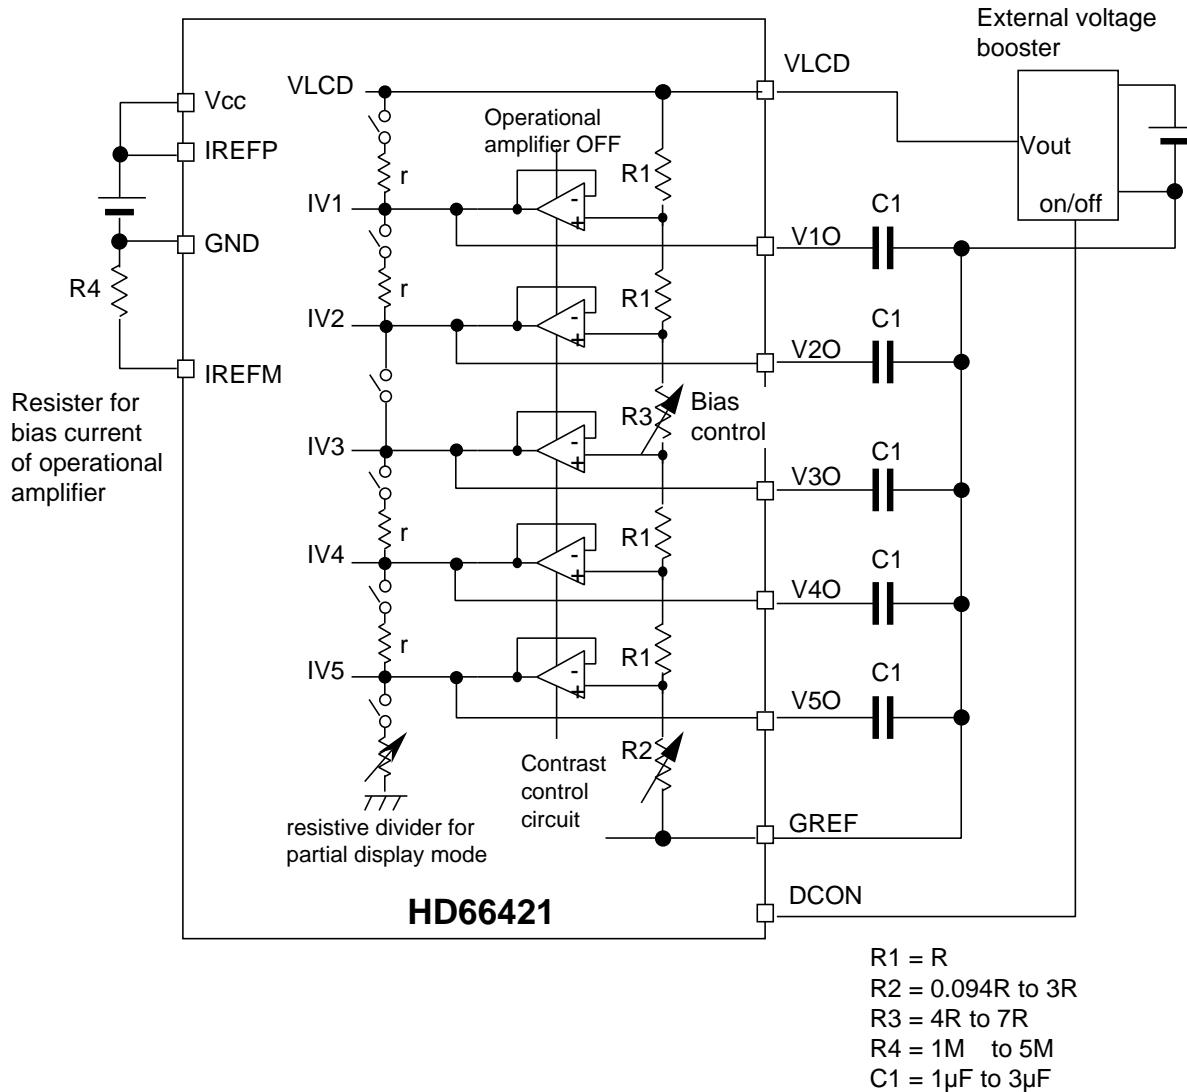 External voltage
booster
VLCD
VLCD
Vcc
Operational
amplifier OFF
IREFP
Vout
R1
r
-
+
IV1
C1
on/off
GND
V1O
R4
r
R1
-
+
IV2
C1
V2O
IREFM
Resister for
bias current
of operational
amplifier
R3
Bias
control
-
+
IV3
C1
V3O
r
R1
-
+
IV4
C1
V4O
r
R1
-
+
IV5
C1
V5O
R2
Contrast
control
circuit
resistive divider for
partial display mode
GREF
DCON
HD66421
R1 = R
R2 = 0.094R to 3R
R3 = 4R to 7R
R4 = 1M to 5M
C1 = 1µF to 3µF